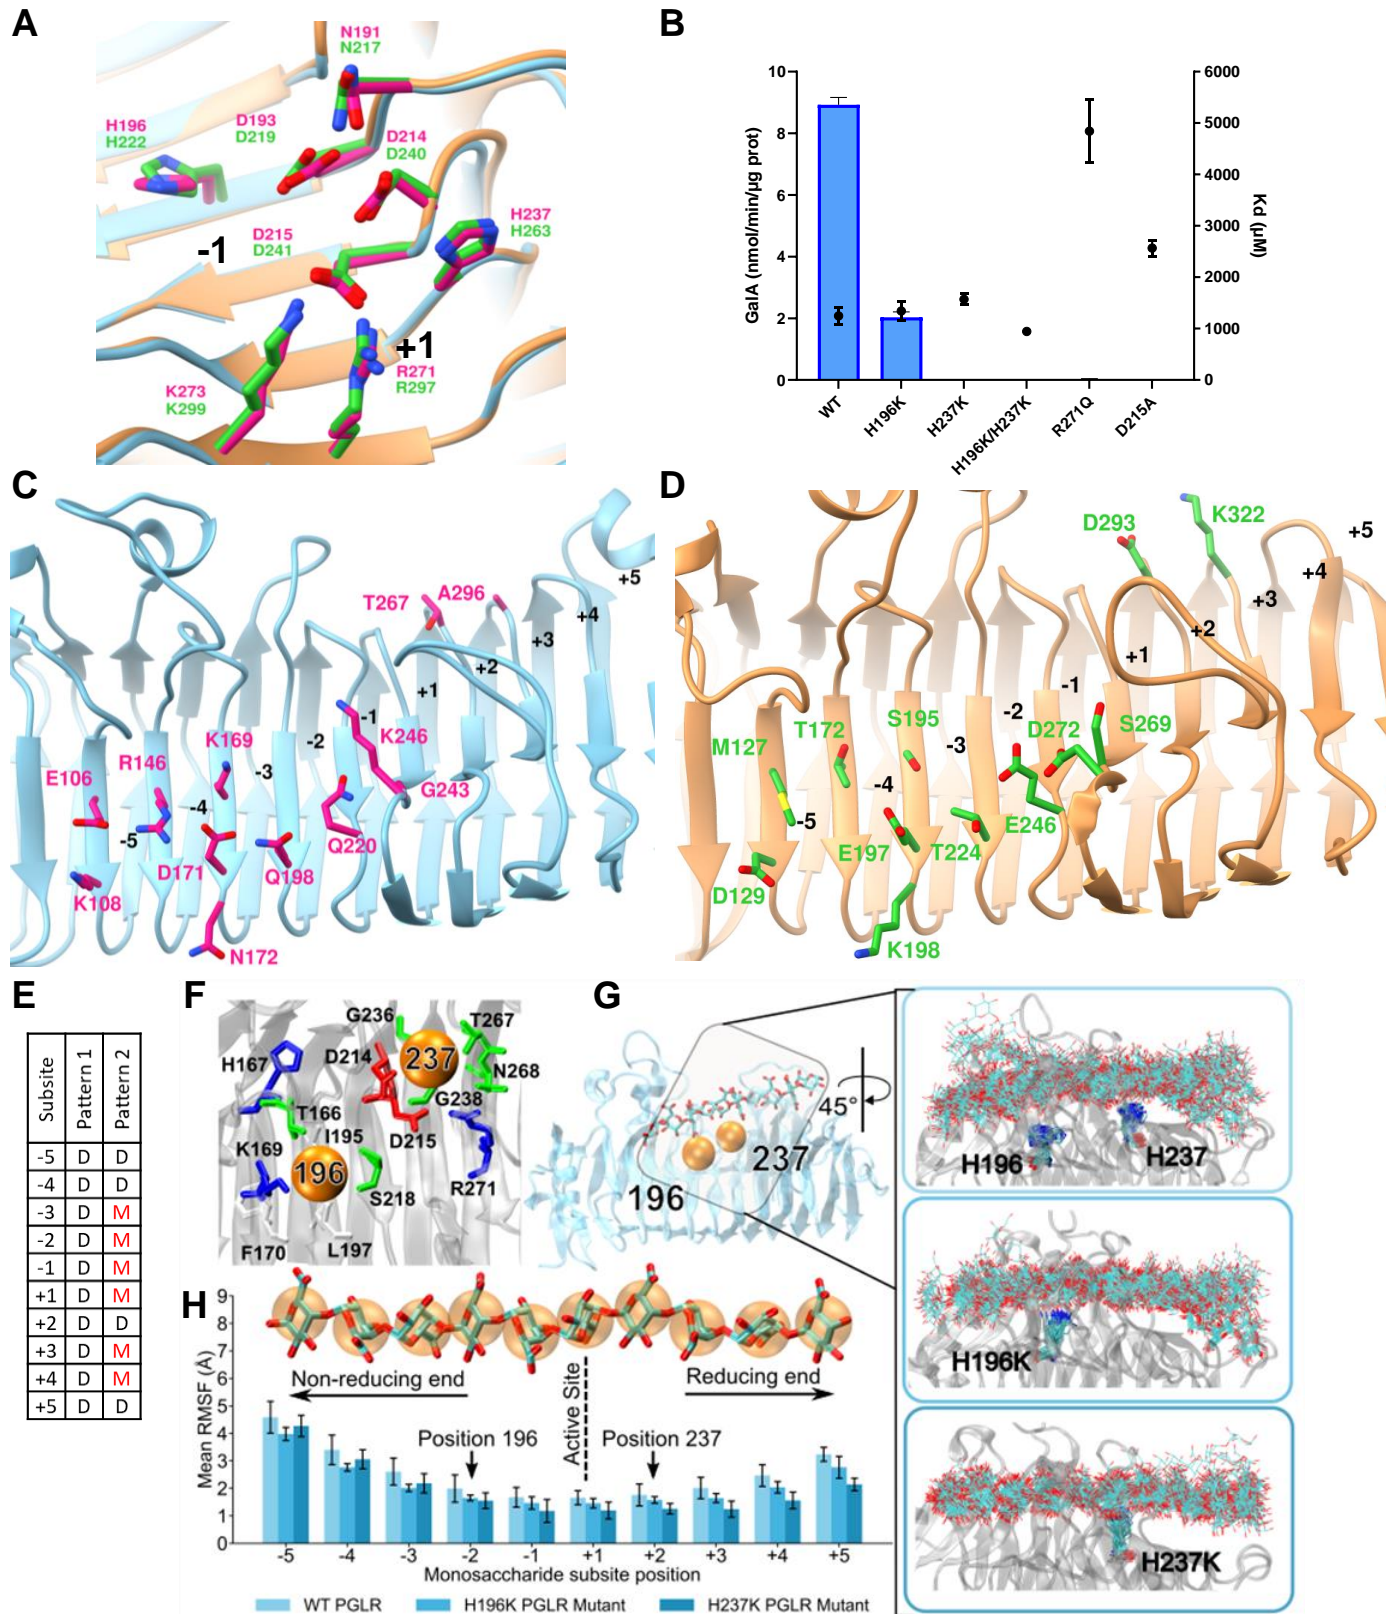 A
N191
N217
H196
H222
D193
D219
D214
D240
H237
H263
-1
D215
D241
+1
R271
R297
K273
K299
B
GalA (nmol/min/µg prot)
10
8
6
4
2
0
6000
5000
4000
3000
2000
1000
0
Kd (µM)
WT
H196K
H237K
H196K/H237K
R271Q
D215A
C
T267
A296
+5
+4
+3
+2
+1
-1
K246
-2
K169
R146
E106
-3
G243
-4
-5
D171
Q198
Q220
K108
N172
D
D293
K322
+5
+4
+3
+2
+1
-1
-2
S195
T172
D272
S269
M127
-3
-4
-5
E246
E197
T224
D129
K198
E
Subsite Pattern 1 Pattern 2
-5 D D
-4 D D
-3 D M
-2 D M
-1 D M
+1 D M
+2 D D
+3 D M
+4 D M
+5 D D
F
G236
T267
H167
D214
237
N268
T166
G238
I195
D215
K169
196
S218
R271
F170
L197
G
45°
237
196
H196
H237
H196K
H237K
H
Mean RMSF (Å)
9
8
7
6
5
4
3
2
1
0
Non-reducing end
Reducing end
Active Site
Position 196
Position 237
-5 -4 -3 -2 -1 +1 +2 +3 +4 +5
Monosaccharide subsite position
WT PGLR
H196K PGLR Mutant
H237K PGLR Mutant